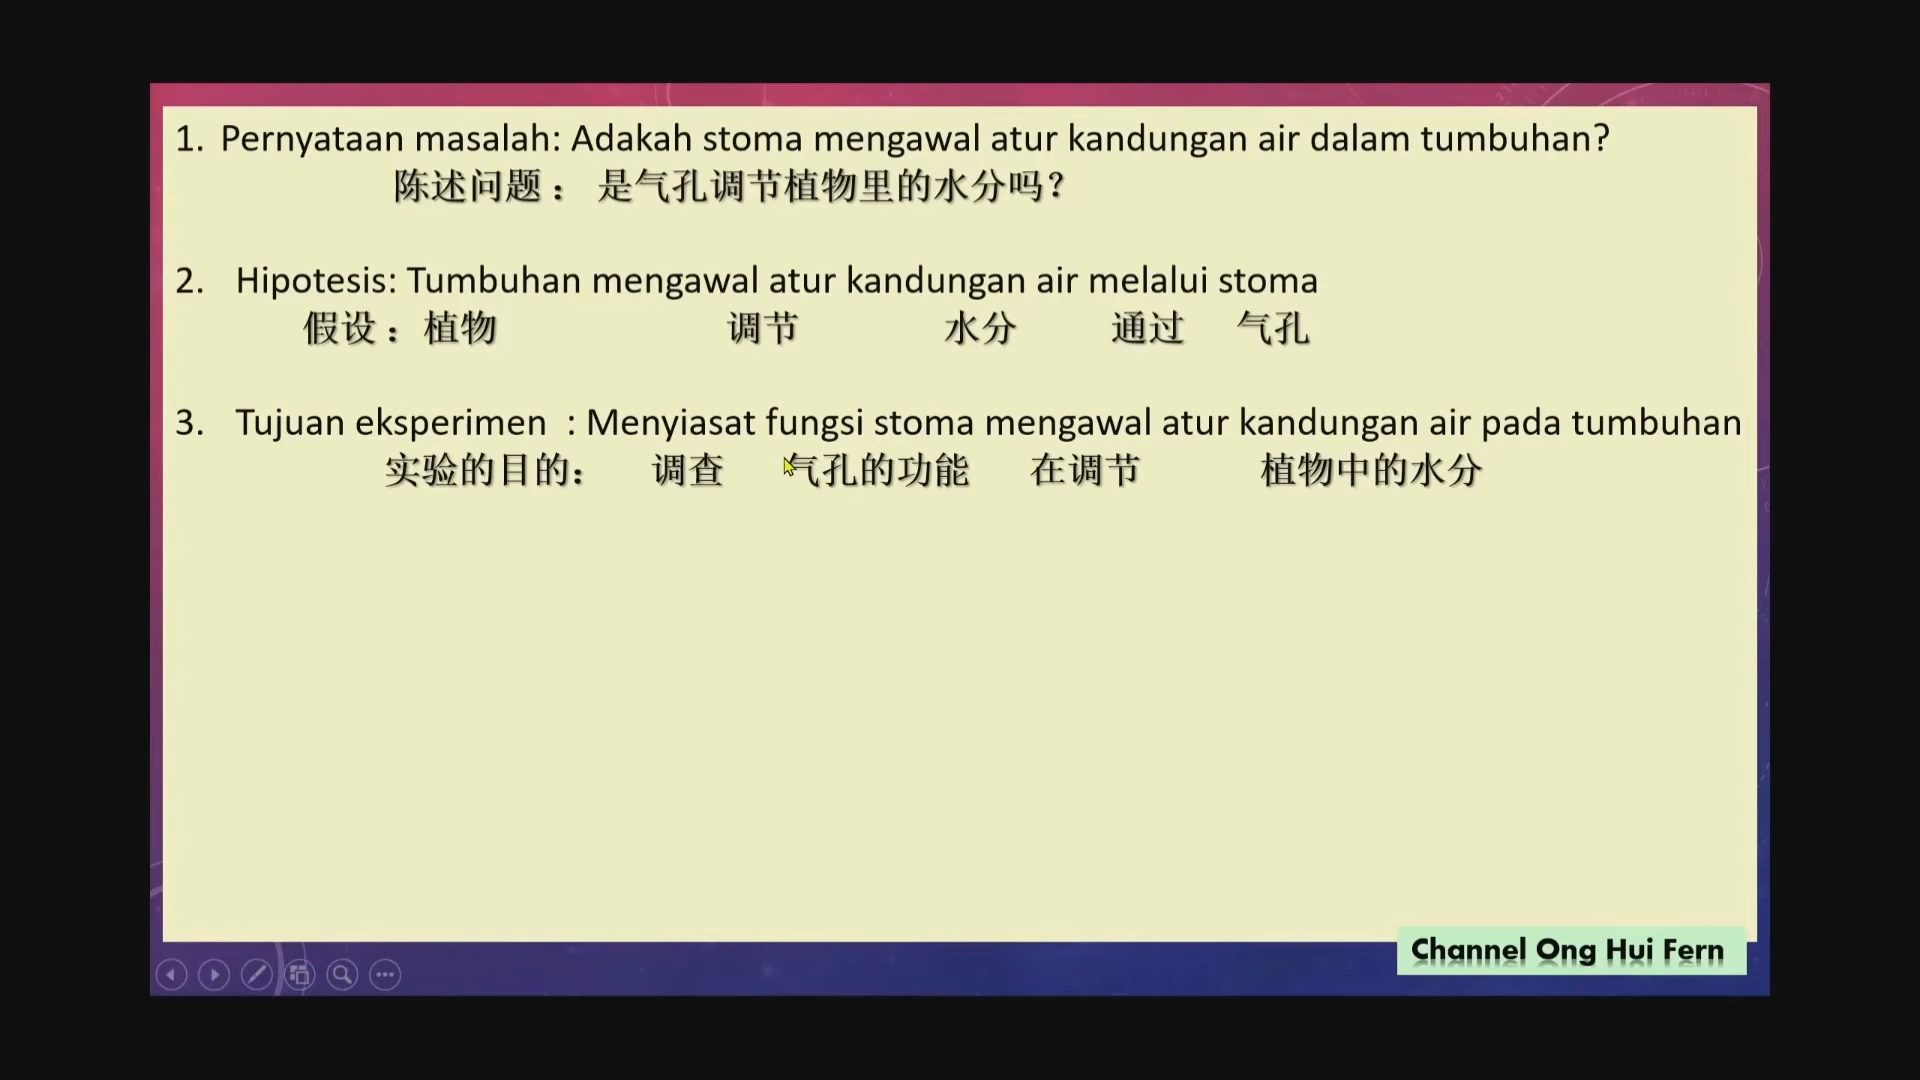 1. Pernyataan masalah: Adakah stoma mengawal atur kandungan air dalam tumbuhan?
陈述问题： 是气孔调节植物里的水分吗?
2. Hipotesis: Tumbuhan mengawal atur kandungan air melalui stoma
假设：植物 调节 水分 通过 气孔
3. Tujuan eksperimen : Menyiasat fungsi stoma mengawal atur kandungan air pada tumbuhan
实验的目的： 调查 气孔的功能 在调节 植物中的水分
Channel Ong Hui Fern